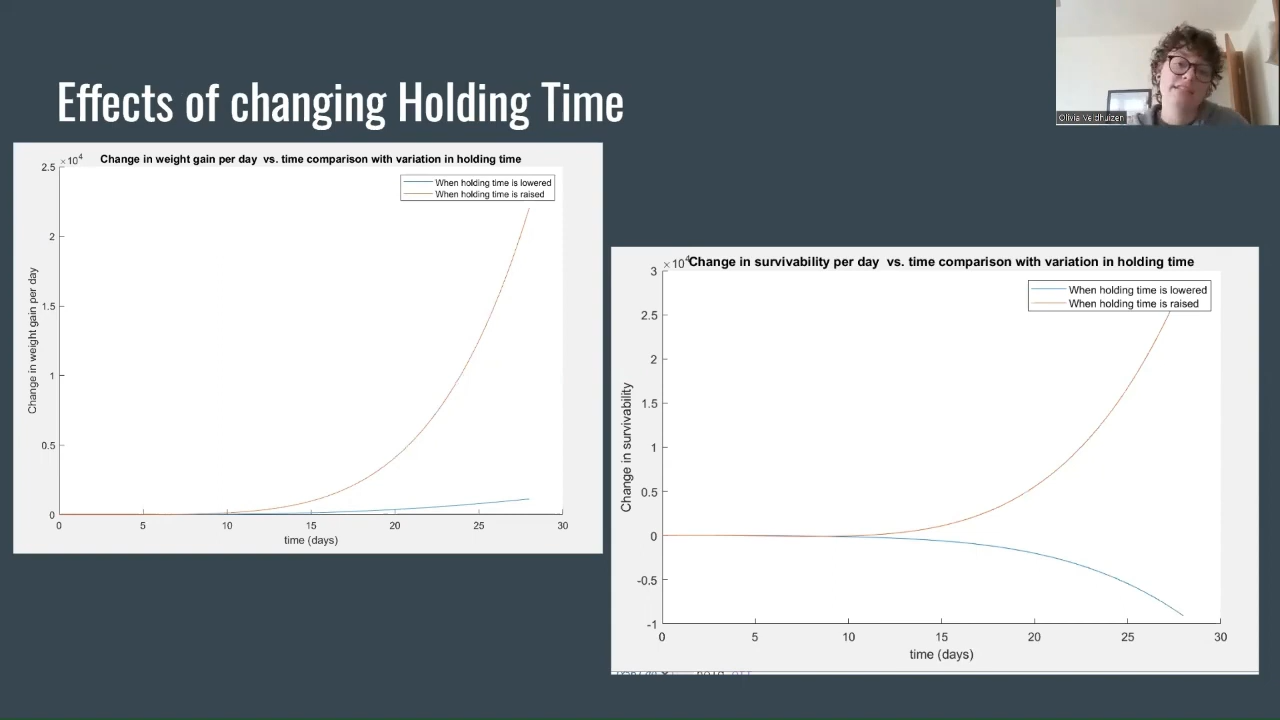 Effects of changing Holding Time
Olivia Veldhuizen
Change in weight gain per day vs. time comparison with variation in holding time
×10⁴
2.5
2
1.5
1
0.5
0
Change in weight gain per day
When holding time is lowered
When holding time is raised
0 5 10 15 20 25 30
time (days)
Change in survivability per day vs. time comparison with variation in holding time
×10⁴
3
2.5
2
1.5
1
0.5
0
-0.5
-1
Change in survivability
When holding time is lowered
When holding time is raised
0 5 10 15 20 25 30
time (days)